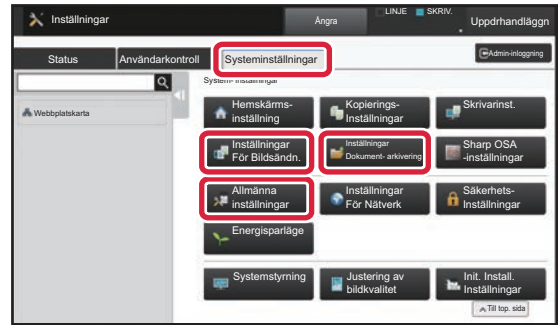 Inställningar
Ångra
LINJE
SKRIV.
Uppdrhandläggn
Status
Användarkontroll
Systeminställningar
Admin-inloggning
System- inställningar
Webbplatskarta
Hemskärms-
inställning
Kopierings-
Inställningar
Skrivarinst.
Inställningar
För Bildsändn.
Inställningar
Dokument- arkivering
Sharp OSA
-inställningar
Allmänna
inställningar
Inställningar
För Nätverk
Säkerhets-
Inställningar
Energisparläge
Systemstyrning
Justering av
bildkvalitet
Init. Install.
Inställningar
Till top. sida